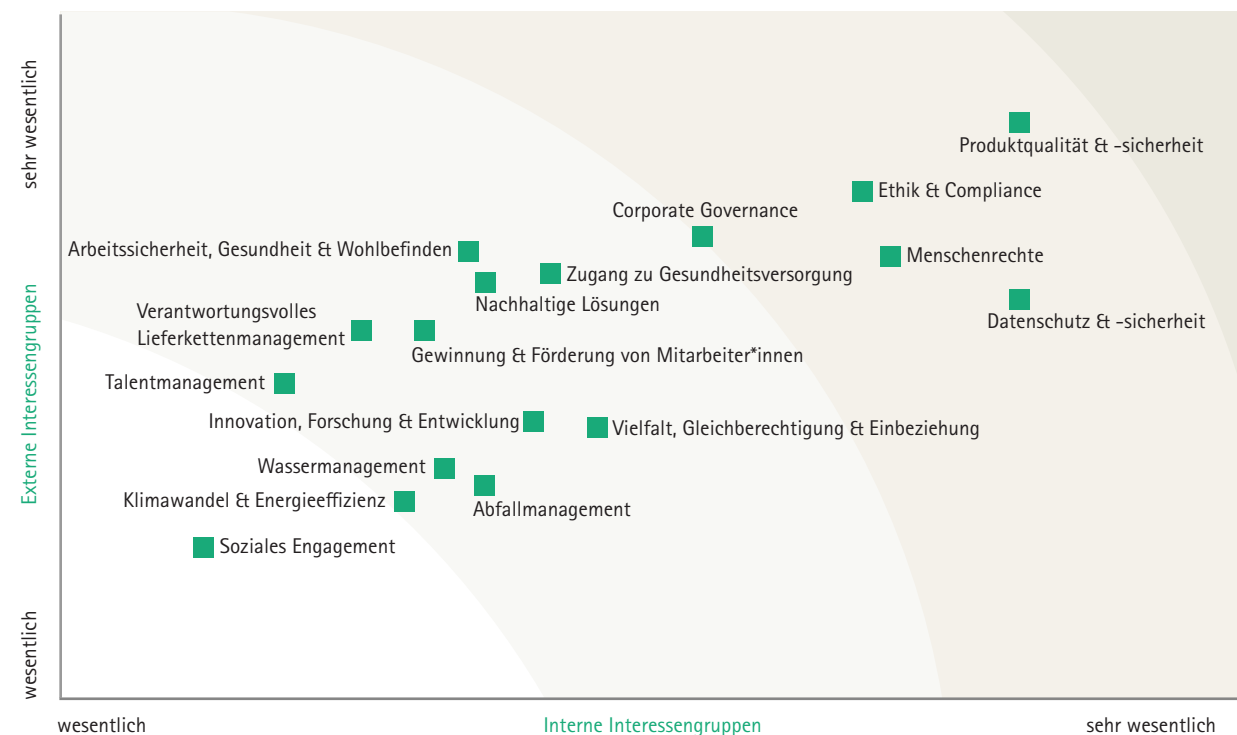 sehr wesentlich
Externe Interessengruppen
wesentlich
Produktqualität & -sicherheit
Ethik & Compliance
Corporate Governance
Arbeitssicherheit, Gesundheit & Wohlbefinden
Menschenrechte
Zugang zu Gesundheitsversorgung
Nachhaltige Lösungen
Verantwortungsvolles
Lieferkettenmanagement
Datenschutz & -sicherheit
Gewinnung & Förderung von Mitarbeiter*innen
Talentmanagement
Innovation, Forschung & Entwicklung
Vielfalt, Gleichberechtigung & Einbeziehung
Wassermanagement
Klimawandel & Energieeffizienz
Abfallmanagement
Soziales Engagement
wesentlich
Interne Interessengruppen
sehr wesentlich